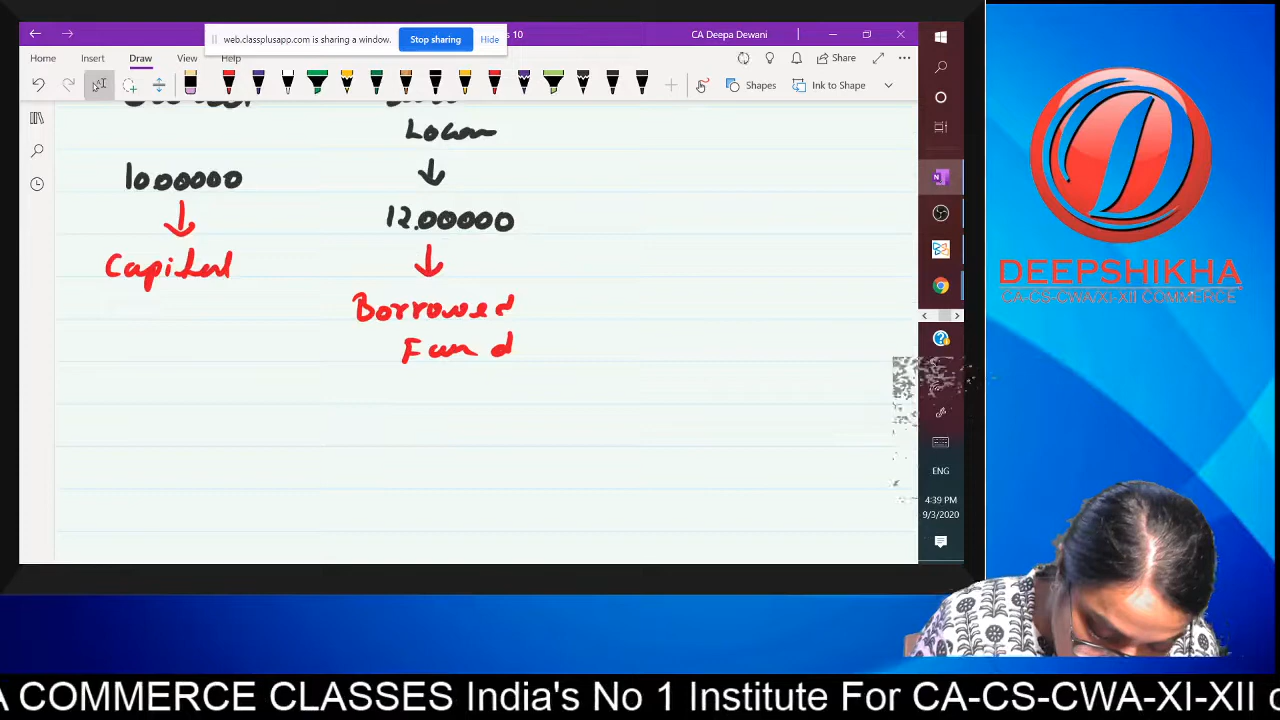 web.classplusapp.com is sharing a window.
Stop sharing
Hide
s 10
CA Deepa Dewani
Home
Insert
Draw
View
Help
Share
Shapes
Ink to Shape
Loan
1000000
12.00000
Capital
Borrowed
Fund
ENG
4:39 PM
9/3/2020
DEEPSHIKHA
CA-CS-CWA/XI-XII COMMERCE
A COMMERCE CLASSES India's No 1 Institute For CA-CS-CWA-XI-XII